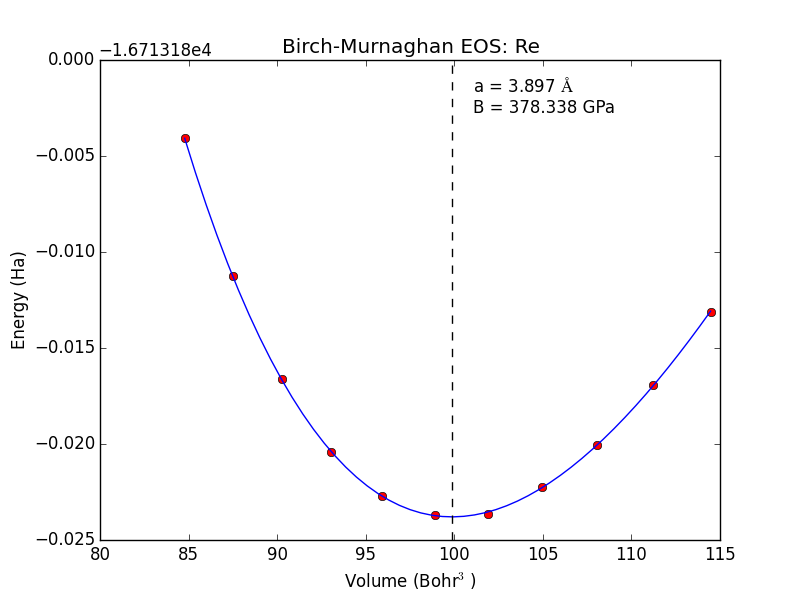 Birch-Murnaghan EOS: Re
−1.671318e4
a = 3.897 Å
B = 378.338 GPa
Energy (Ha)
0.000
−0.005
−0.010
−0.015
−0.020
−0.025
80
85
90
95
100
105
110
115
Volume (Bohr³ )